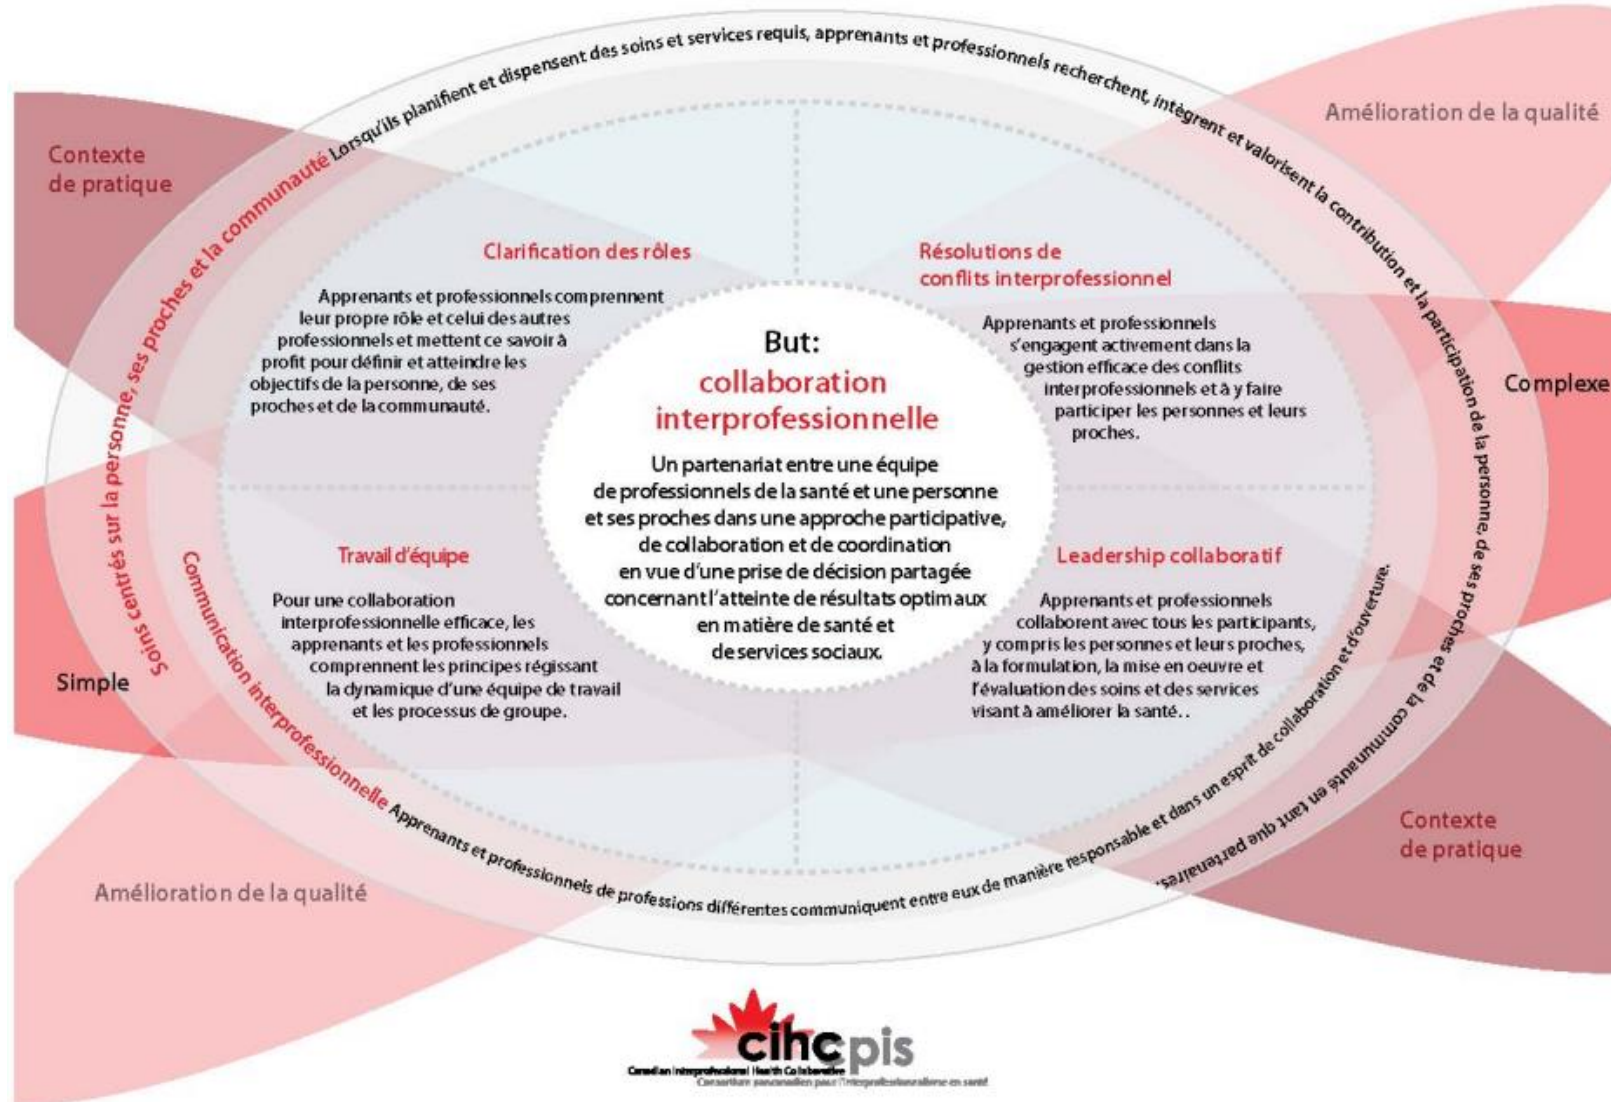 Soins centrés sur la personne, ses proches et la communauté Lorsqu'ils planifient et dispensent des soins et services requis, apprenants et professionnels recherchent, intègrent et valorisent la contribution et la participation de la personne, de ses proches et de la communauté en tant que partenaires.
Amélioration de la qualité
Contexte
de pratique
Clarification des rôles
Apprenants et professionnels comprennent
leur propre rôle et celui des autres
professionnels et mettent ce savoir à
profit pour définir et atteindre les
objectifs de la personne, de ses
proches et de la communauté.
Résolutions de
conflits interprofessionnel
Apprenants et professionnels
s'engagent activement dans la
gestion efficace des conflits
interprofessionnels et à y faire
participer les personnes et leurs
proches.
Complexe
But:
collaboration
interprofessionnelle
Un partenariat entre une équipe
de professionnels de la santé et une personne
et ses proches dans une approche participative,
de collaboration et de coordination
en vue d'une prise de décision partagée
concernant l'atteinte de résultats optimaux
en matière de santé et
de services sociaux.
Travail d'équipe
Pour une collaboration
interprofessionnelle efficace, les
apprenants et les professionnels
comprennent les principes régissant
la dynamique d'une équipe de travail
et les processus de groupe.
Leadership collaboratif
Apprenants et professionnels
collaborent avec tous les participants,
y compris les personnes et leurs proches,
à la formulation, la mise en oeuvre et
l'évaluation des soins et des services
visant à améliorer la santé. .
Simple
Communication interprofessionnelle Apprenants et professionnels de professions différentes communiquent entre eux de manière responsable et dans un esprit de collaboration et d'ouverture.
Amélioration de la qualité
Contexte
de pratique
cihcpis
Canadian Interprofessional Health Collaborative
Consortium pancanadien pour l'interprofessionnalisme en santé